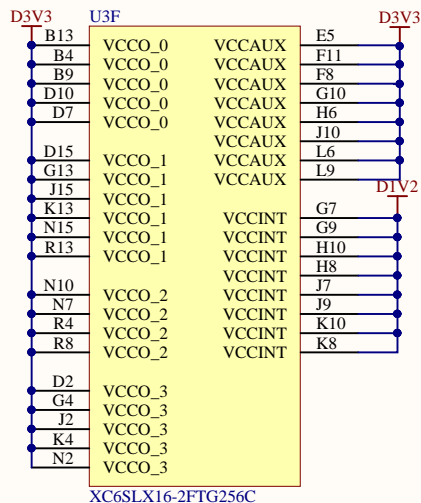 D3V3 U3F D3V3
B13 VCCO_0 VCCAUX E5
B4 VCCO_0 VCCAUX F11
B9 VCCO_0 VCCAUX F8
D10 VCCO_0 VCCAUX G10
D7 VCCO_0 VCCAUX H6
VCCAUX J10
D15 VCCO_1 VCCAUX L6
G13 VCCO_1 VCCAUX L9
J15 VCCO_1 D1V2
K13 VCCO_1 VCCINT G7
N15 VCCO_1 VCCINT G9
R13 VCCO_1 VCCINT H10
VCCINT H8
N10 VCCO_2 VCCINT J7
N7 VCCO_2 VCCINT J9
R4 VCCO_2 VCCINT K10
R8 VCCO_2 VCCINT K8
D2 VCCO_3
G4 VCCO_3
J2 VCCO_3
K4 VCCO_3
N2 VCCO_3
XC6SLX16-2FTG256C